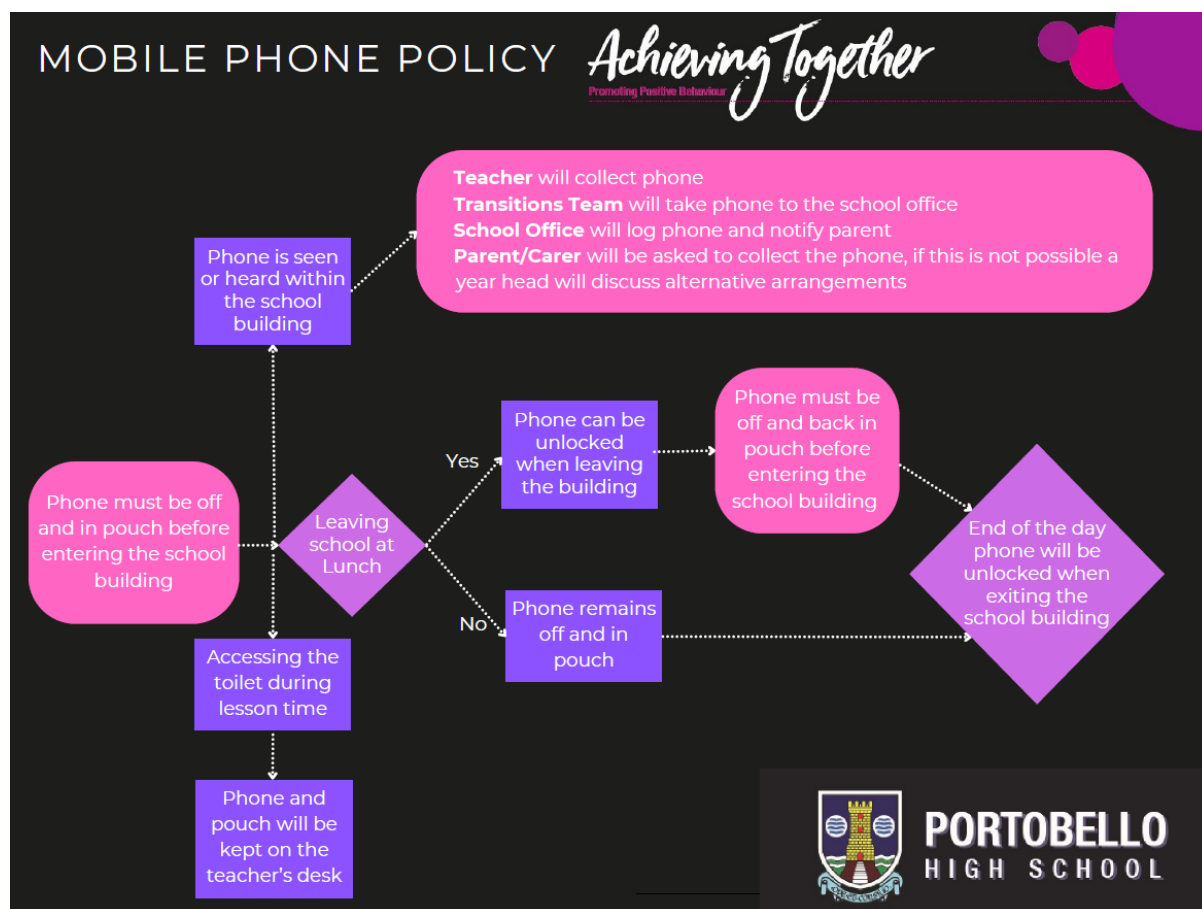 MOBILE PHONE POLICY
Achieving Together
Promoting Positive Behaviour
Teacher will collect phone
Transitions Team will take phone to the school office
School Office will log phone and notify parent
Parent/Carer will be asked to collect the phone, if this is not possible a
year head will discuss alternative arrangements
Phone is seen
or heard within
the school
building
Phone must be off
and in pouch before
entering the school
building
Leaving
school at
Lunch
Yes
Phone can be
unlocked
when leaving
the building
Phone must be
off and back in
pouch before
entering the
school building
No
Phone remains
off and in
pouch
End of the day
phone will be
unlocked when
exiting the
school building
Accessing the
toilet during
lesson time
Phone and
pouch will be
kept on the
teacher's desk
PORTOBELLO
HIGH SCHOOL